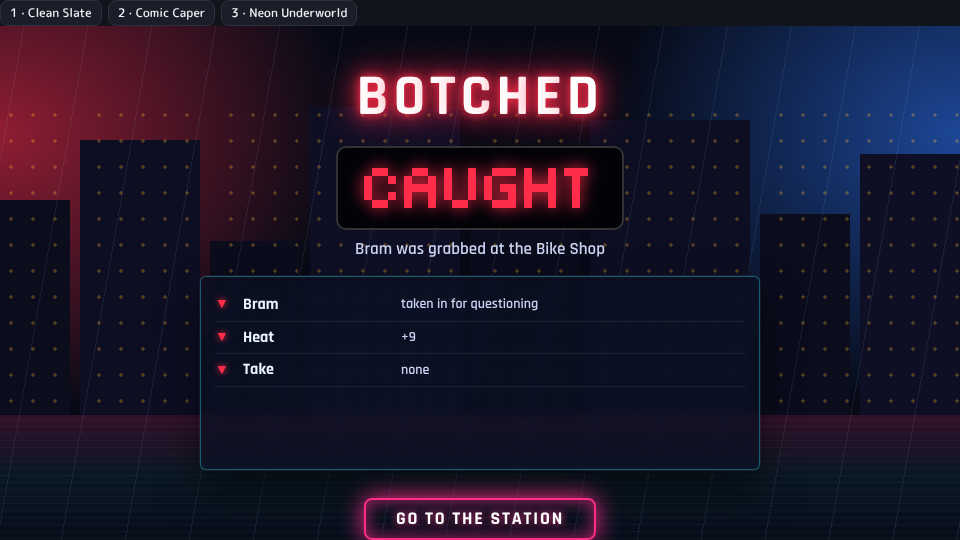 1 · Clean Slate
2 · Comic Caper
3 · Neon Underworld
BOTCHED
CAUGHT
Bram was grabbed at the Bike Shop
Bram taken in for questioning
Heat +9
Take none
GO TO THE STATION